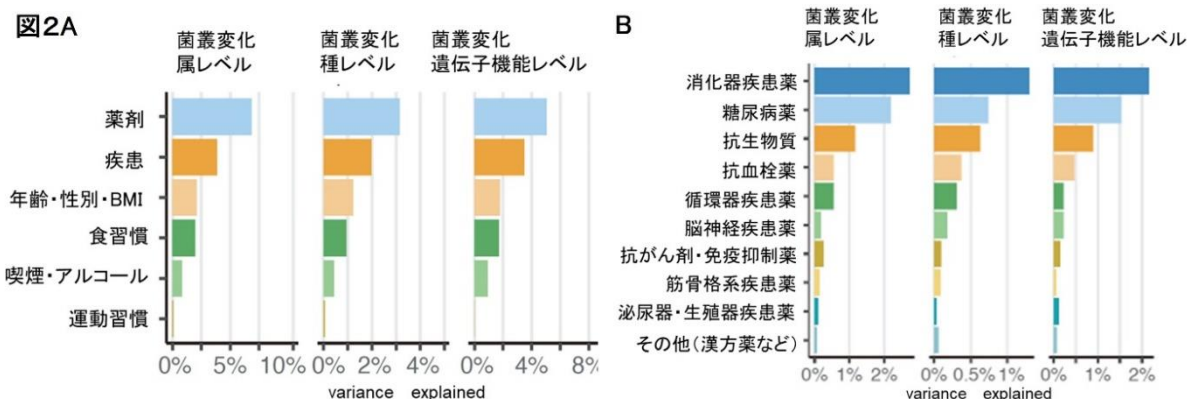 図2A
菌叢変化
属レベル
菌叢変化
種レベル
菌叢変化
遺伝子機能レベル
薬剤
疾患
年齢・性別・BMI
食習慣
喫煙・アルコール
運動習慣
0% 5% 10%
0% 2% 4%
0% 4% 8%
variance explained
B
菌叢変化
属レベル
菌叢変化
種レベル
菌叢変化
遺伝子機能レベル
消化器疾患薬
糖尿病薬
抗生物質
抗血栓薬
循環器疾患薬
脳神経疾患薬
抗がん剤・免疫抑制薬
筋骨格系疾患薬
泌尿器・生殖器疾患薬
その他(漢方薬など)
0% 1% 2%
0% 0.5% 1%
0% 1% 2%
variance explained